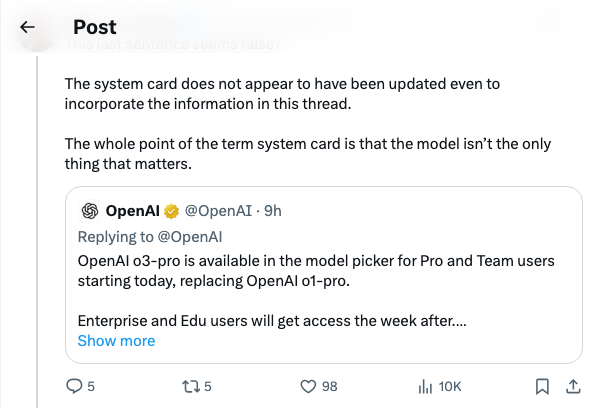 Post
This last sentence seems false?
The system card does not appear to have been updated even to
incorporate the information in this thread.
The whole point of the term system card is that the model isn’t the only
thing that matters.
OpenAI @OpenAI · 9h
Replying to @OpenAI
OpenAI o3-pro is available in the model picker for Pro and Team users
starting today, replacing OpenAI o1-pro.
Enterprise and Edu users will get access the week after....
Show more
5 5 98 10K